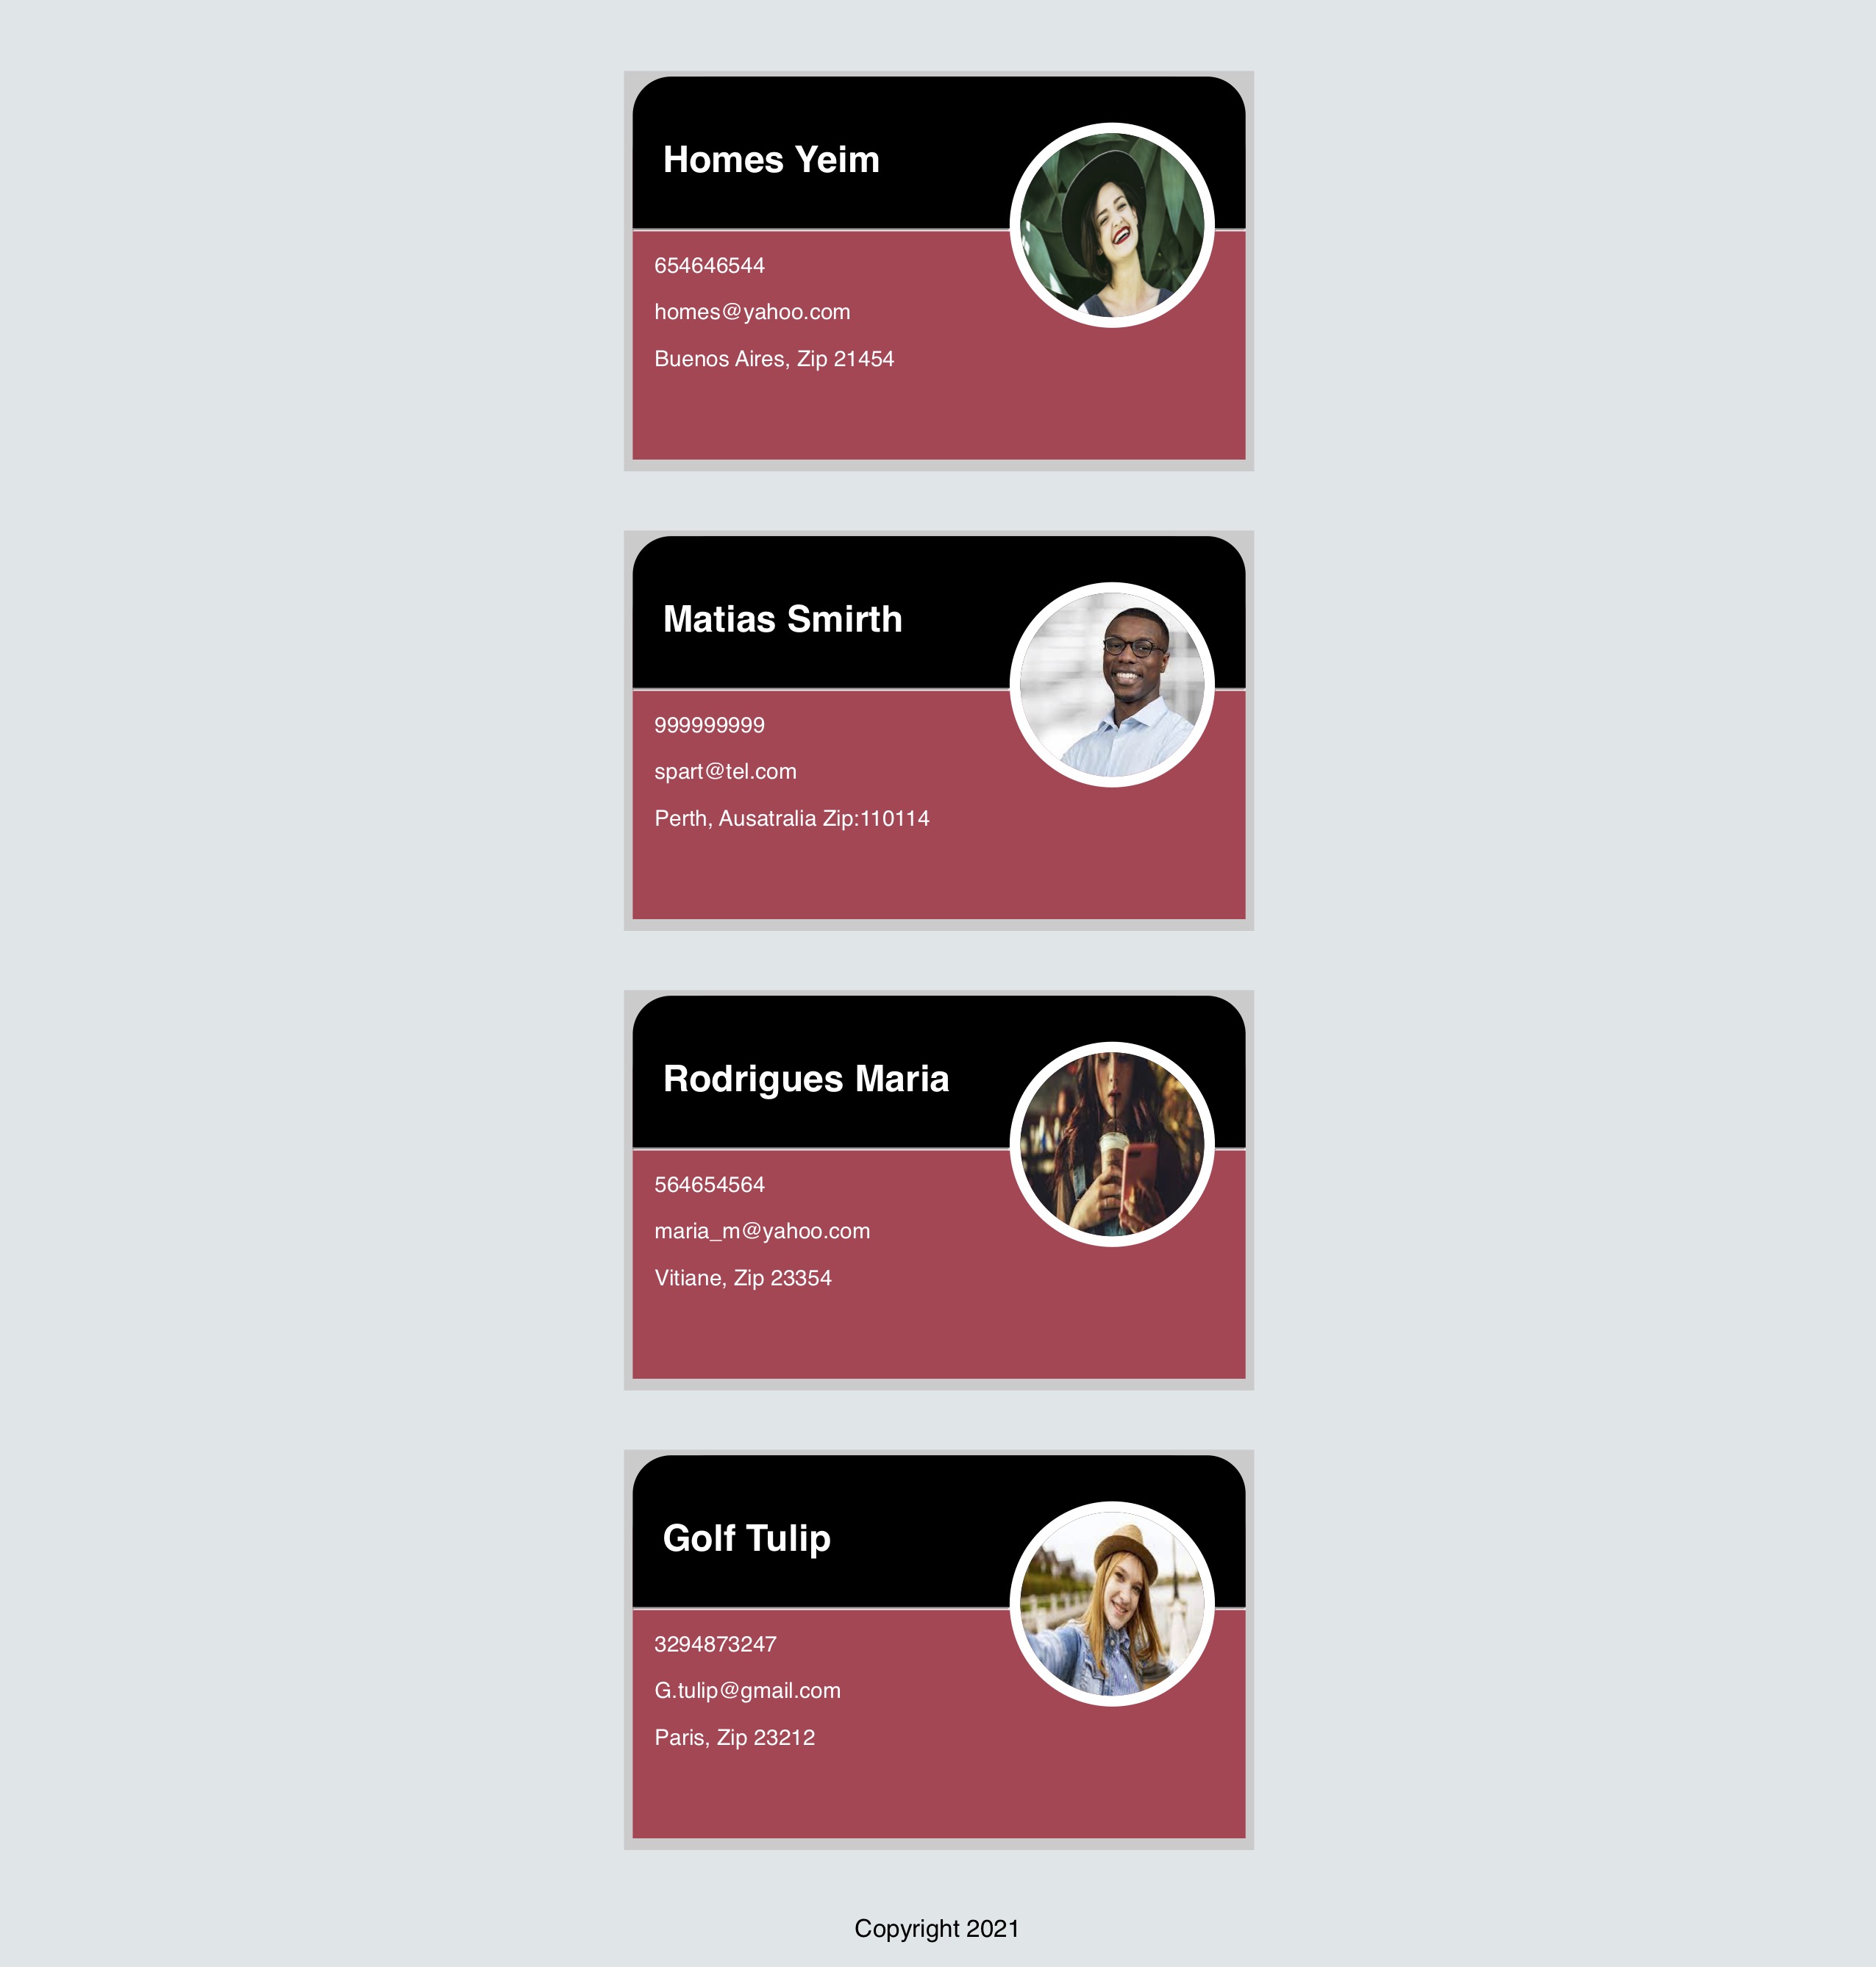 Homes Yeim
654646544
homes@yahoo.com
Buenos Aires, Zip 21454
Matias Smirth
999999999
spart@tel.com
Perth, Ausatralia Zip:110114
Rodrigues Maria
564654564
maria_m@yahoo.com
Vitiane, Zip 23354
Golf Tulip
3294873247
G.tulip@gmail.com
Paris, Zip 23212
Copyright 2021